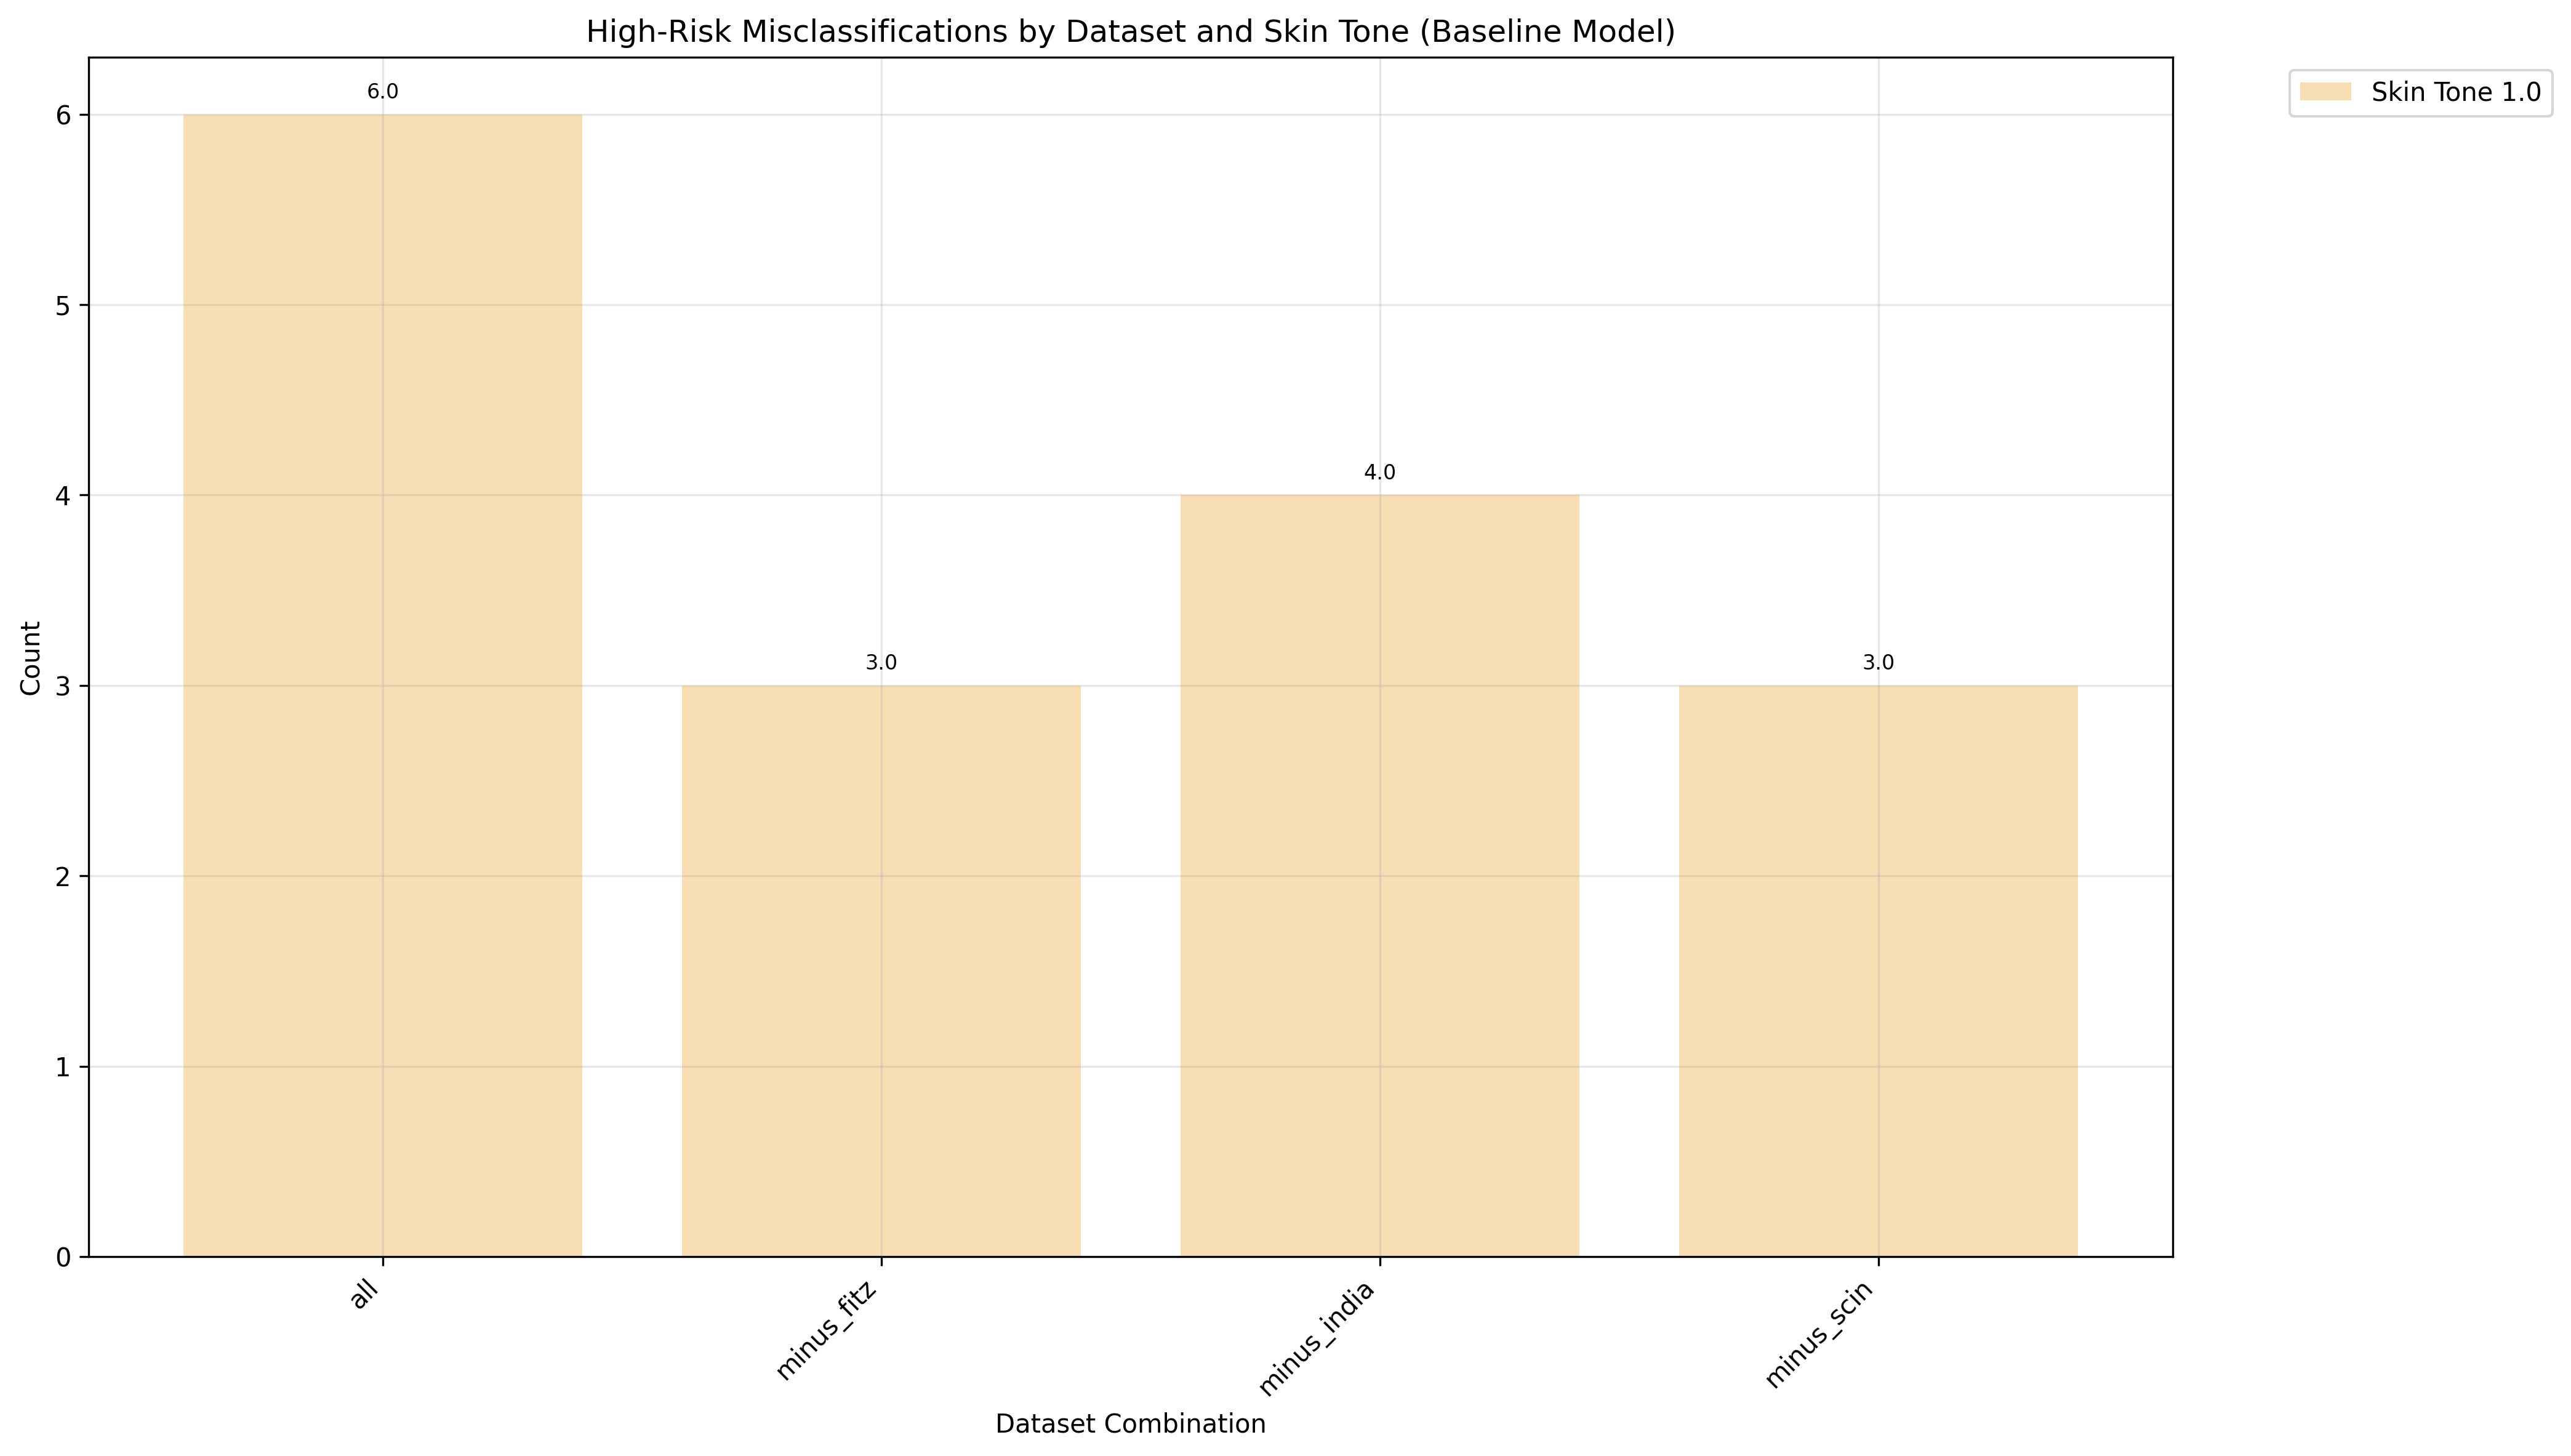 High-Risk Misclassifications by Dataset and Skin Tone (Baseline Model)
Skin Tone 1.0
6.0
3.0
4.0
3.0
Count
6
5
4
3
2
1
0
all
minus_fitz
minus_india
minus_scin
Dataset Combination